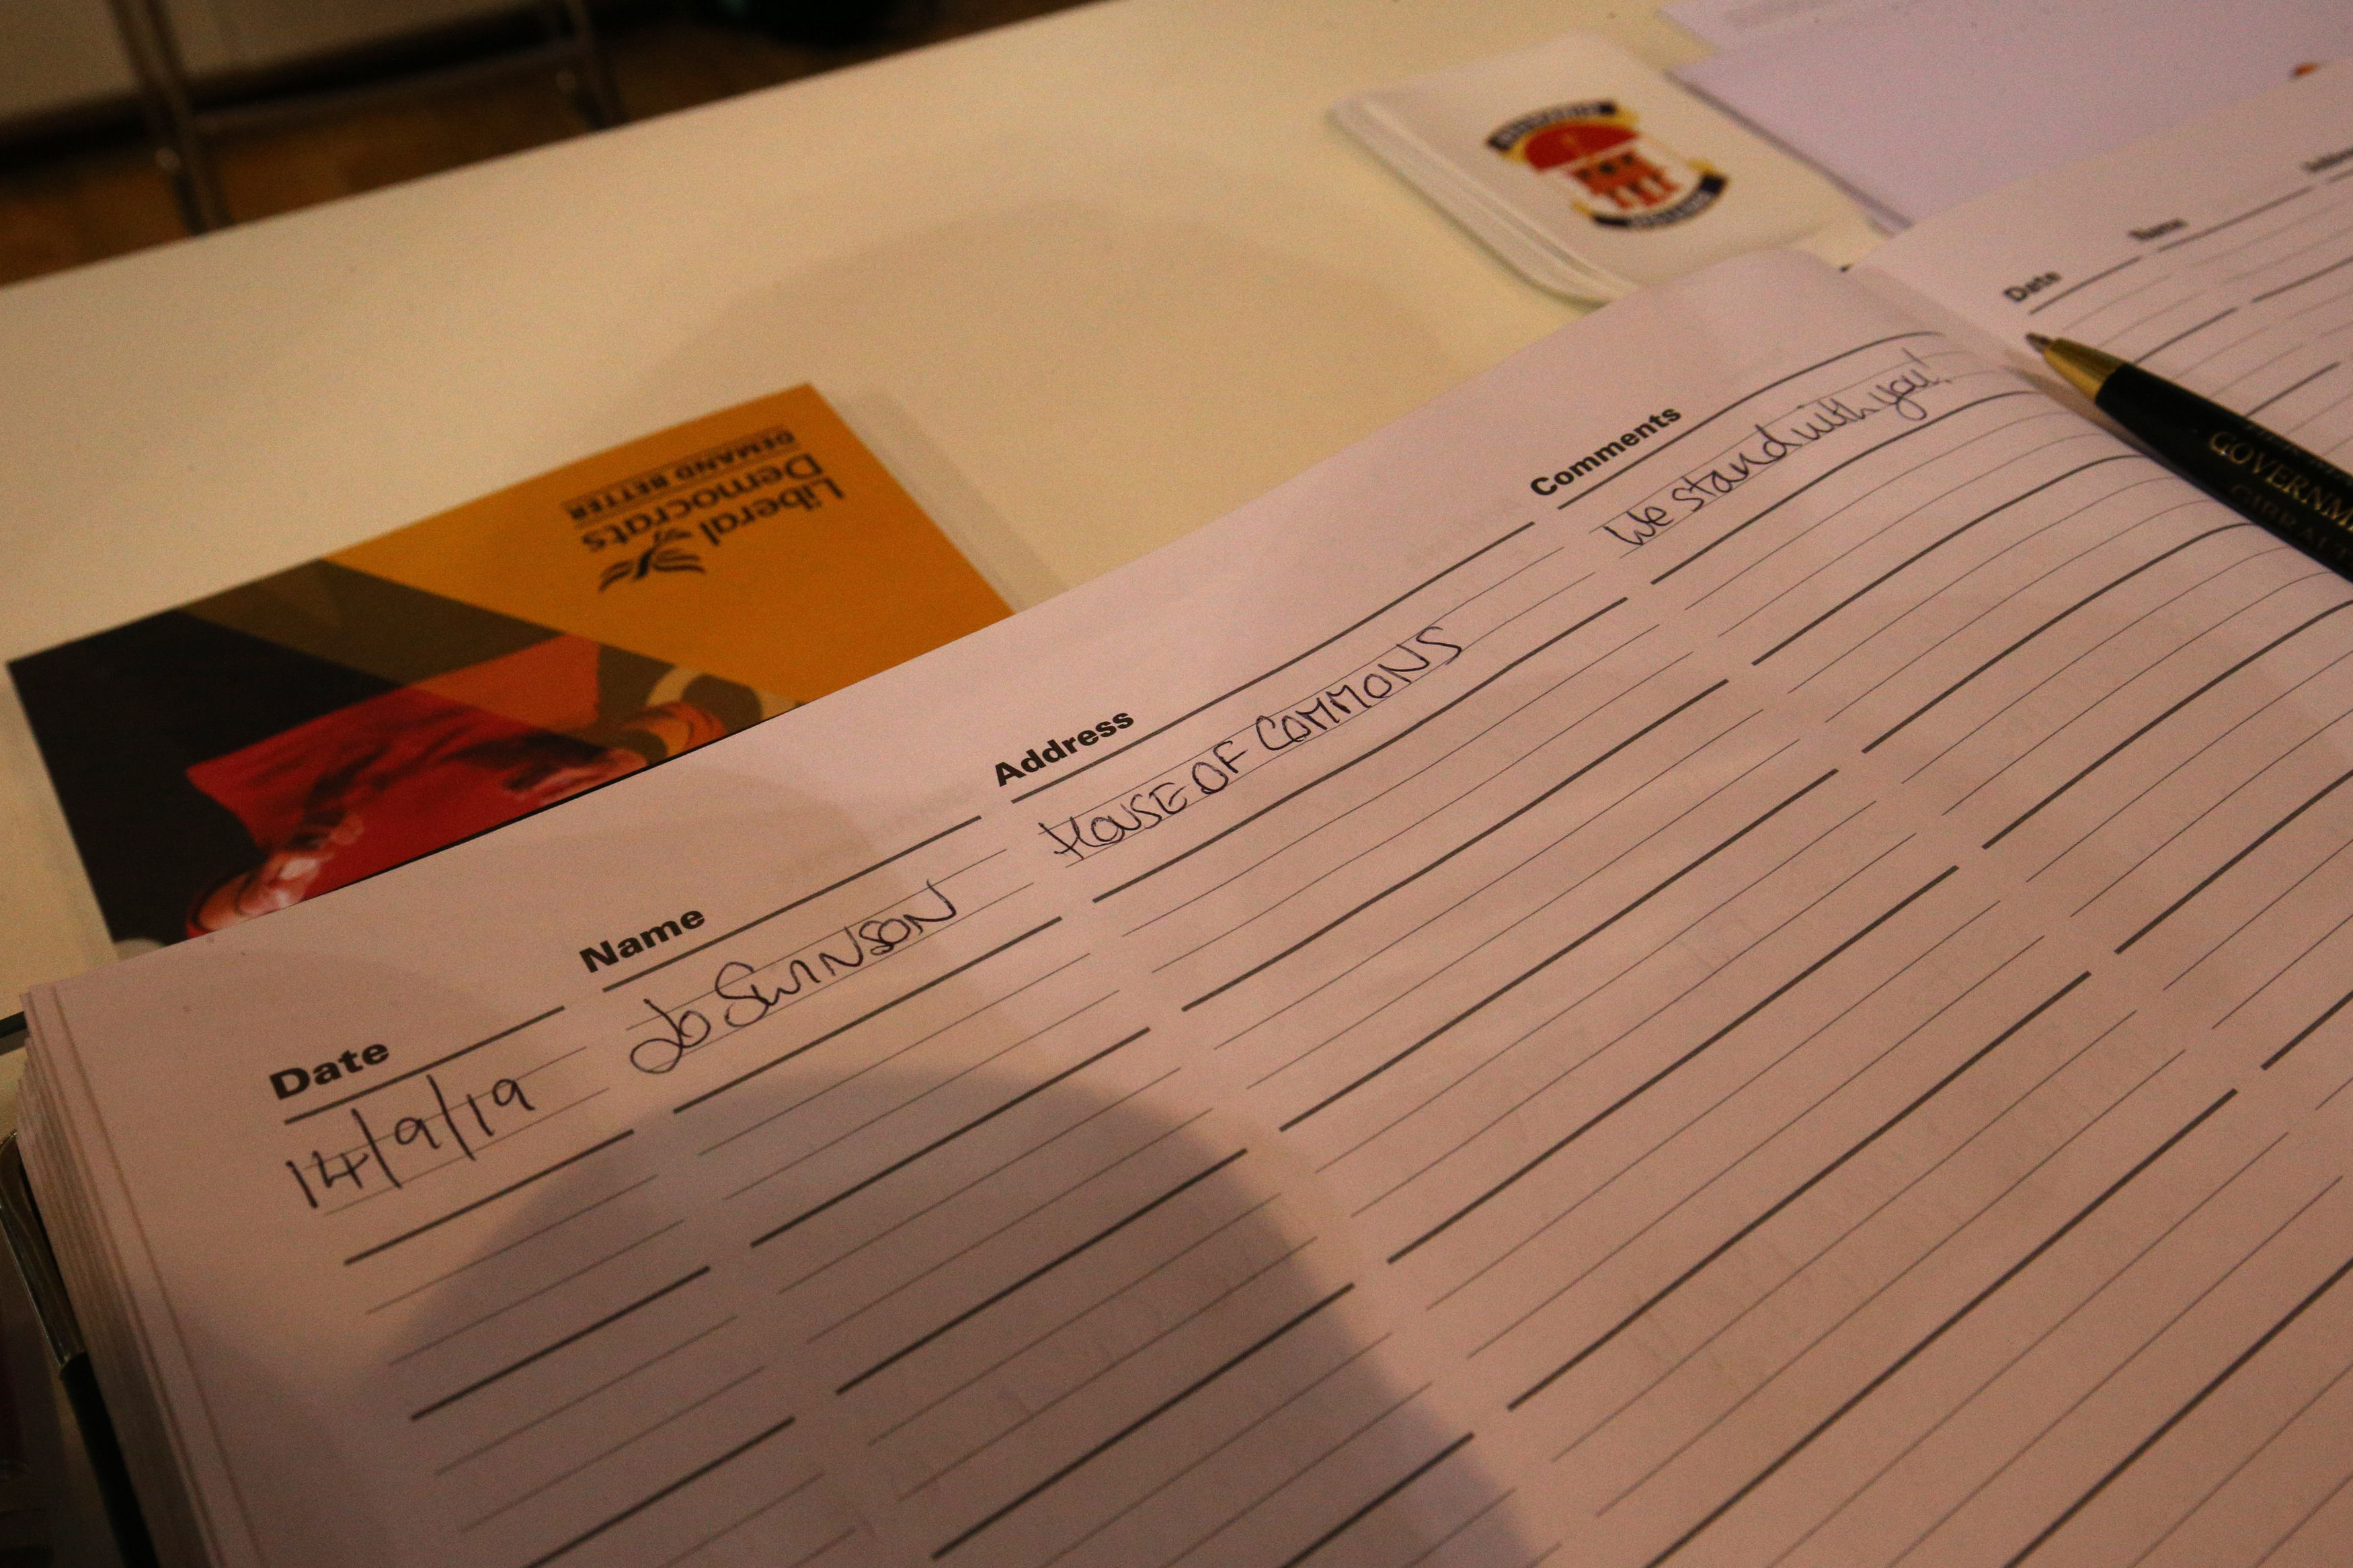 Liberal
Democrats
DEMAND BETTER
Date Name Address Comments
14/9/19 Jo SWINSON HOUSE OF COMMONS We stand with you!
Date Name
GOVERNM